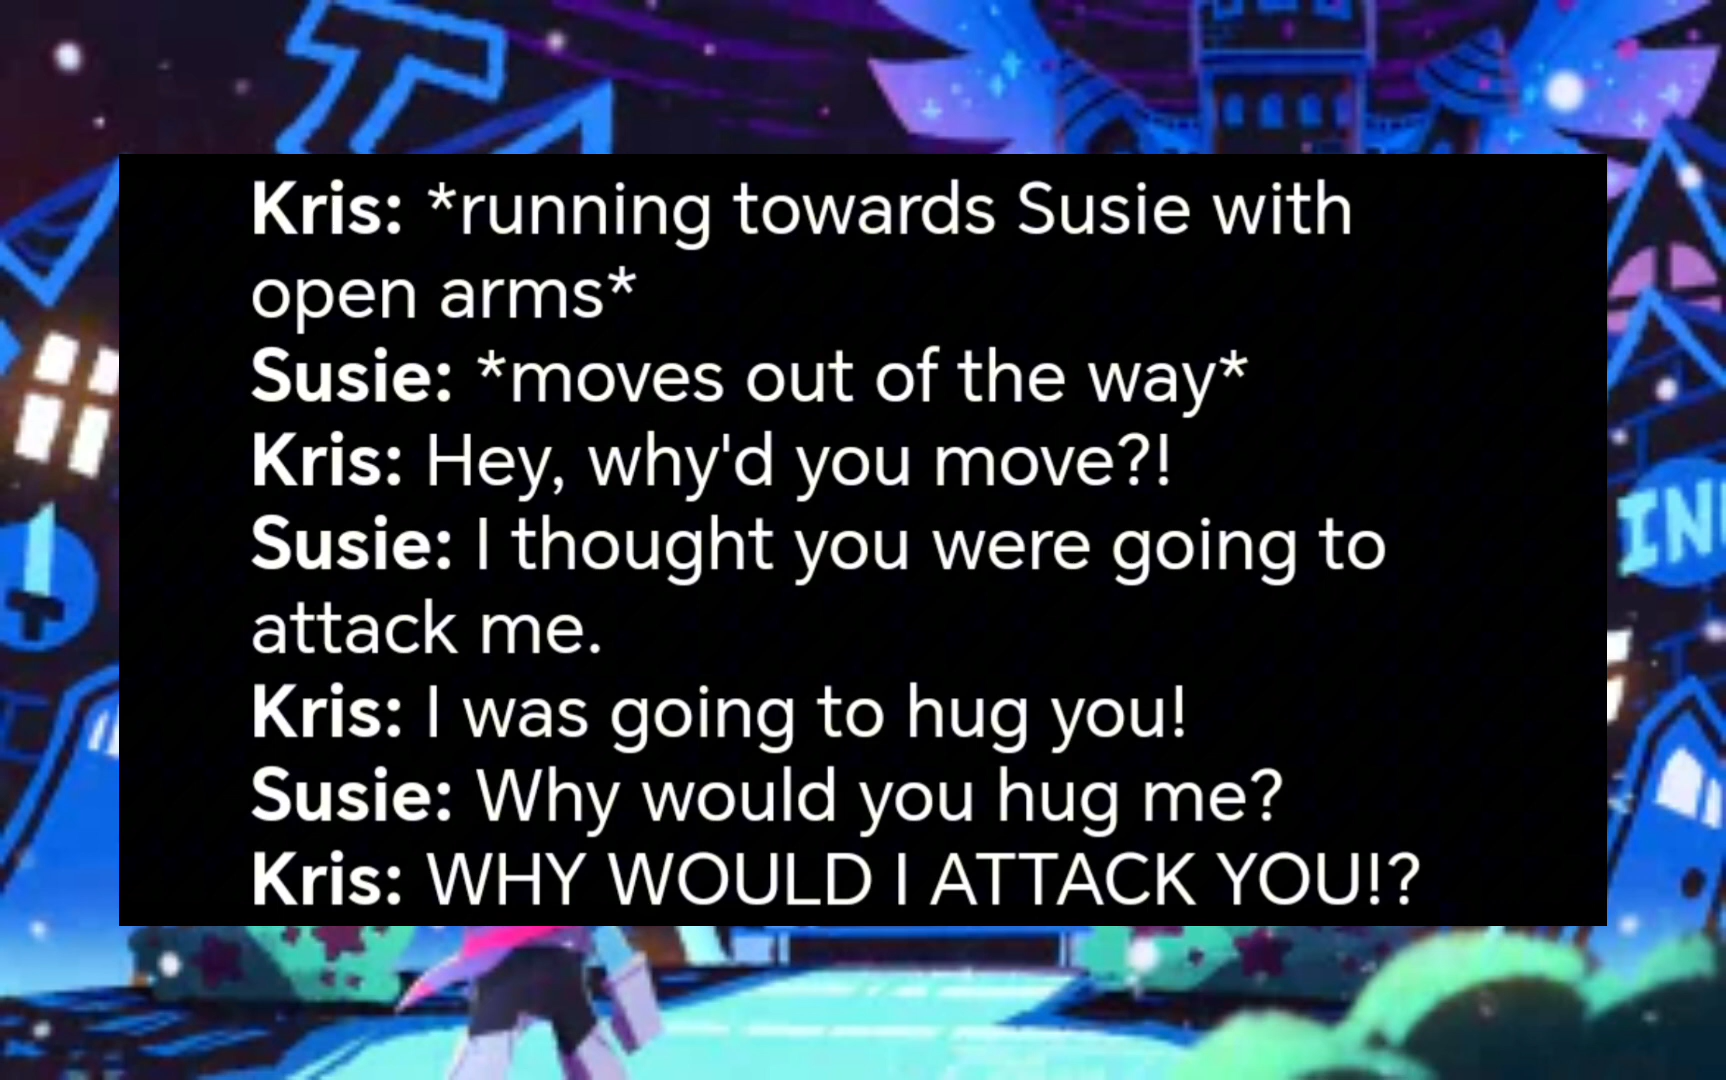 T
Kris: *running towards Susie with
open arms*
Susie: *moves out of the way*
Kris: Hey, why'd you move?!
Susie: I thought you were going to
attack me.
Kris: I was going to hug you!
Susie: Why would you hug me?
Kris: WHY WOULD I ATTACK YOU!?